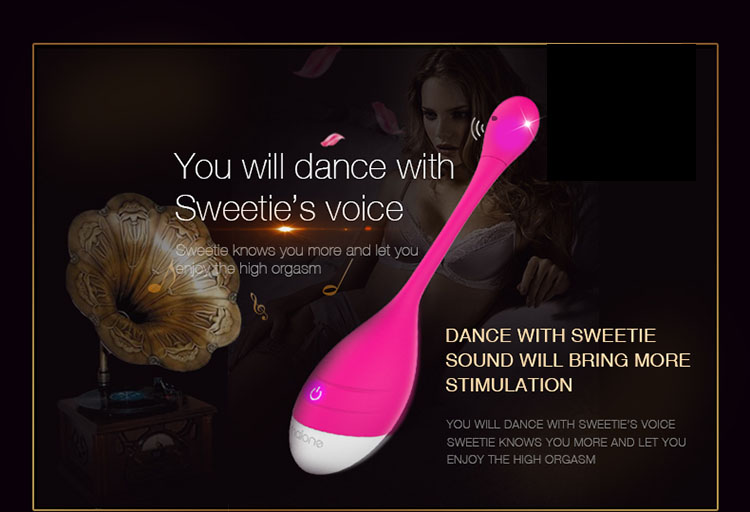 You will dance with
Sweetie's voice
Sweetie knows you more and let you
enjoy the high orgasm
DANCE WITH SWEETIE
SOUND WILL BRING MORE
STIMULATION
YOU WILL DANCE WITH SWEETIE'S VOICE
SWEETIE KNOWS YOU MORE AND LET YOU
ENJOY THE HIGH ORGASM